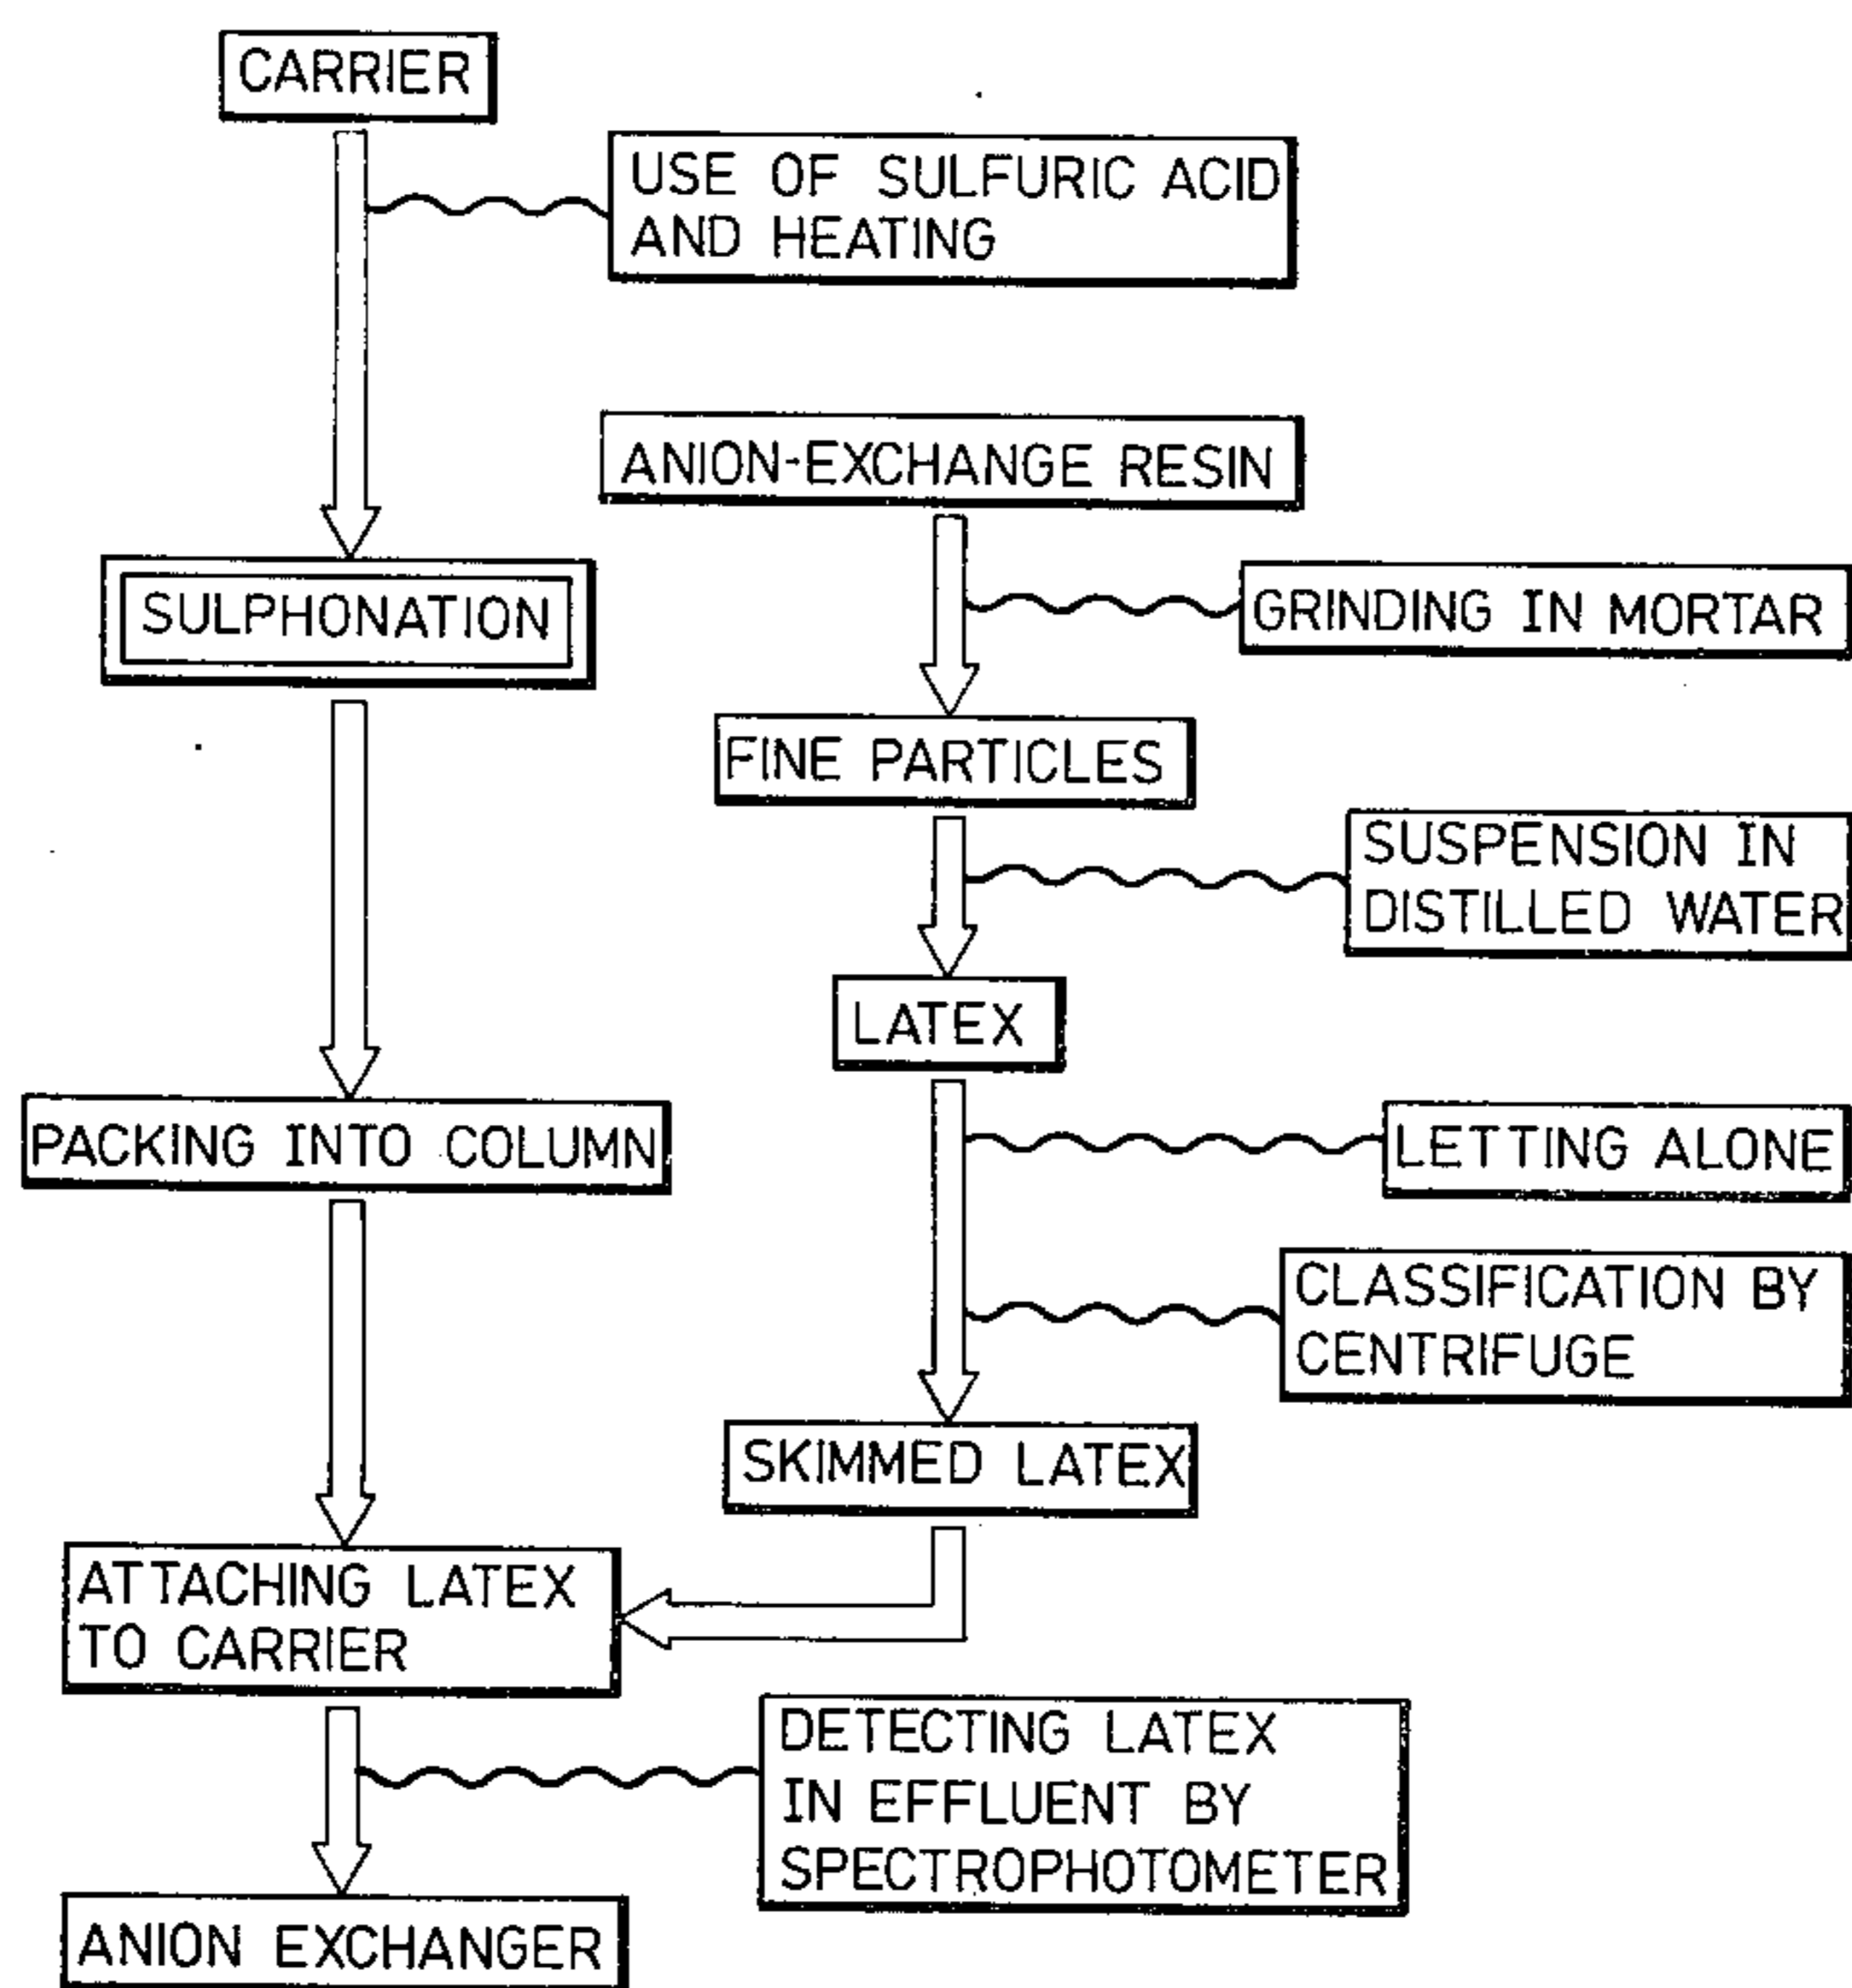 CARRIER
USE OF SULFURIC ACID
AND HEATING
ANION-EXCHANGE RESIN
SULPHONATION
GRINDING IN MORTAR
FINE PARTICLES
SUSPENSION IN
DISTILLED WATER
LATEX
PACKING INTO COLUMN
LETTING ALONE
CLASSIFICATION BY
CENTRIFUGE
SKIMMED LATEX
ATTACHING LATEX
TO CARRIER
DETECTING LATEX
IN EFFLUENT BY
SPECTROPHOTOMETER
ANION EXCHANGER